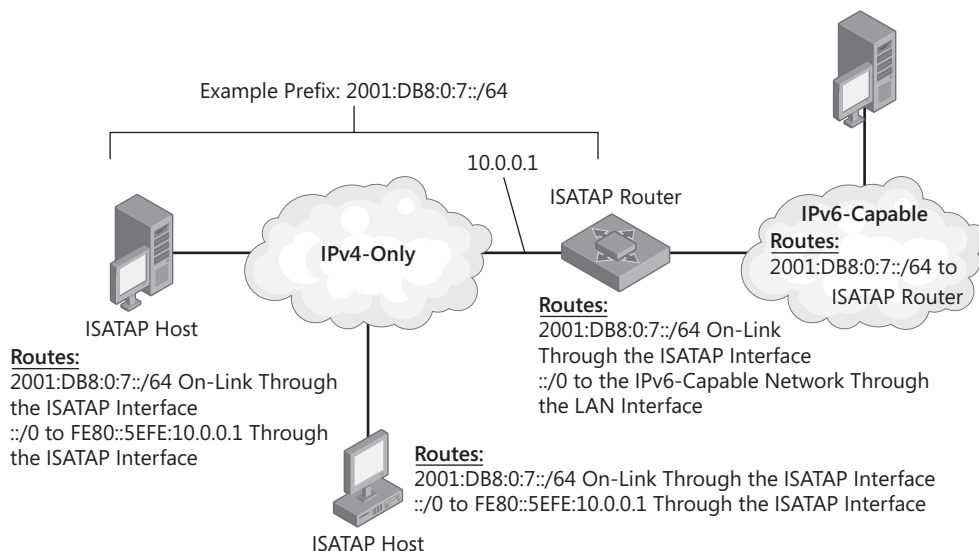 Example Prefix: 2001:DB8:0:7::/64
10.0.0.1
ISATAP Router
IPv4-Only
IPv6-Capable
Routes:
2001:DB8:0:7::/64 to
ISATAP Router
ISATAP Host
Routes:
2001:DB8:0:7::/64 On-Link Through
the ISATAP Interface
::/0 to FE80::5EFE:10.0.0.1 Through
the ISATAP Interface
Routes:
2001:DB8:0:7::/64 On-Link
Through the ISATAP Interface
::/0 to the IPv6-Capable Network Through
the LAN Interface
Routes:
2001:DB8:0:7::/64 On-Link Through the ISATAP Interface
::/0 to FE80::5EFE:10.0.0.1 Through the ISATAP Interface
ISATAP Host